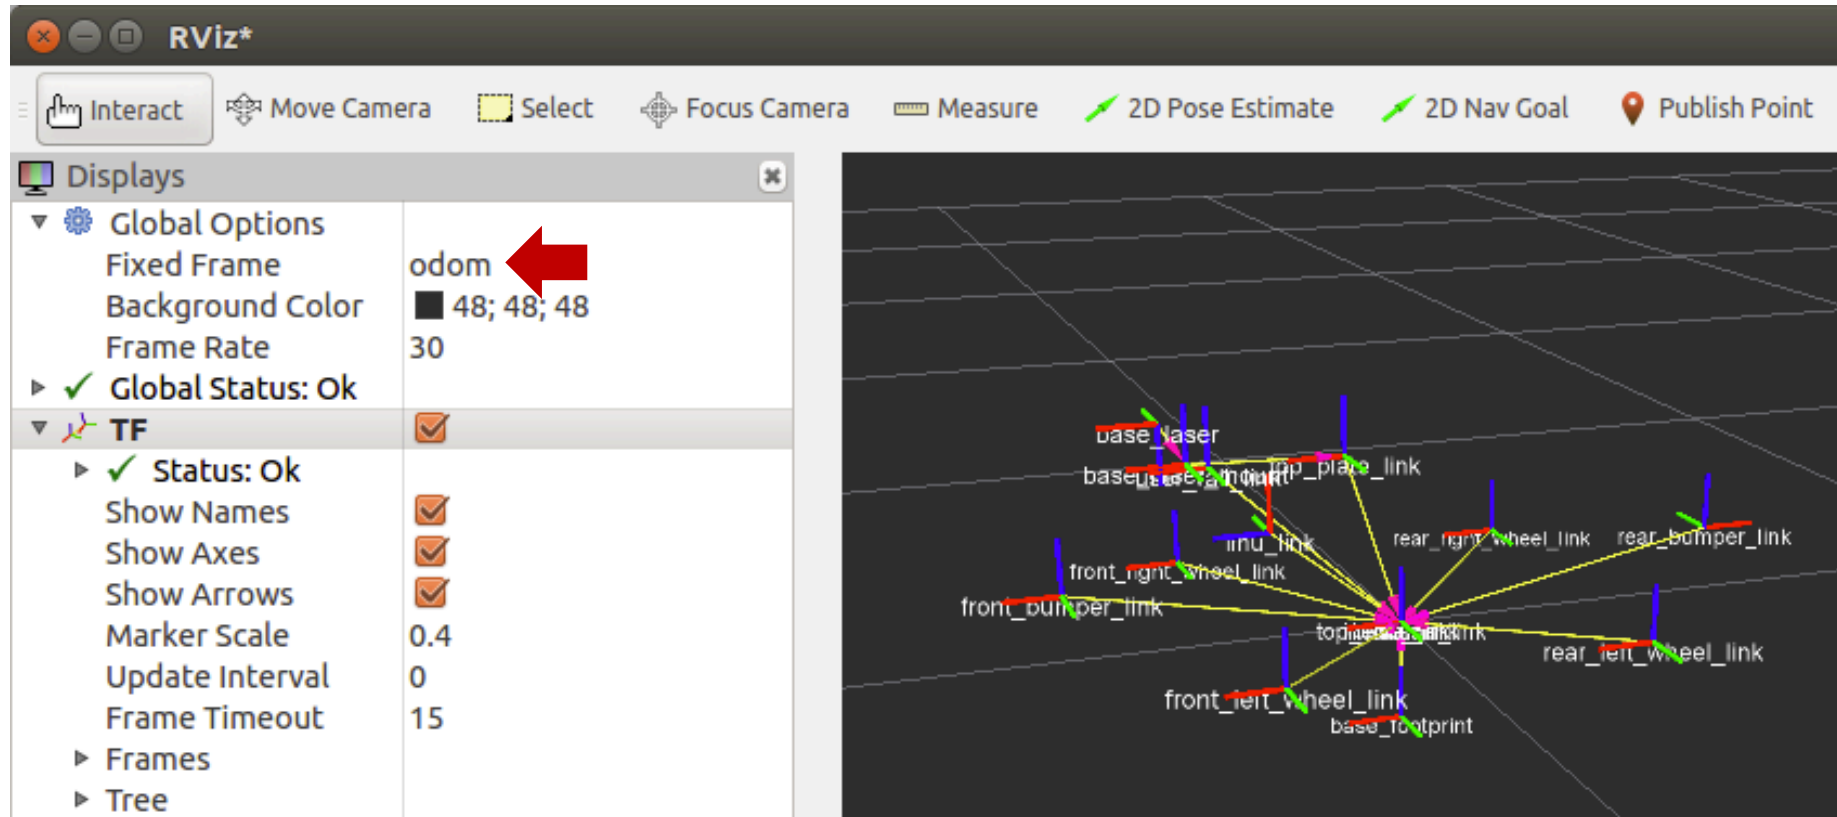 RViz*
Interact Move Camera Select Focus Camera Measure 2D Pose Estimate 2D Nav Goal Publish Point
Displays
Global Options
Fixed Frame odom
Background Color 48; 48; 48
Frame Rate 30
Global Status: Ok
TF
Status: Ok
Show Names
Show Axes
Show Arrows
Marker Scale 0.4
Update Interval 0
Frame Timeout 15
Frames
Tree
base_laser
top_plate_link
imu_link
rear_right_wheel_link
rear_bumper_link
front_right_wheel_link
front_bumper_link
rear_left_wheel_link
front_left_wheel_link
base_footprint